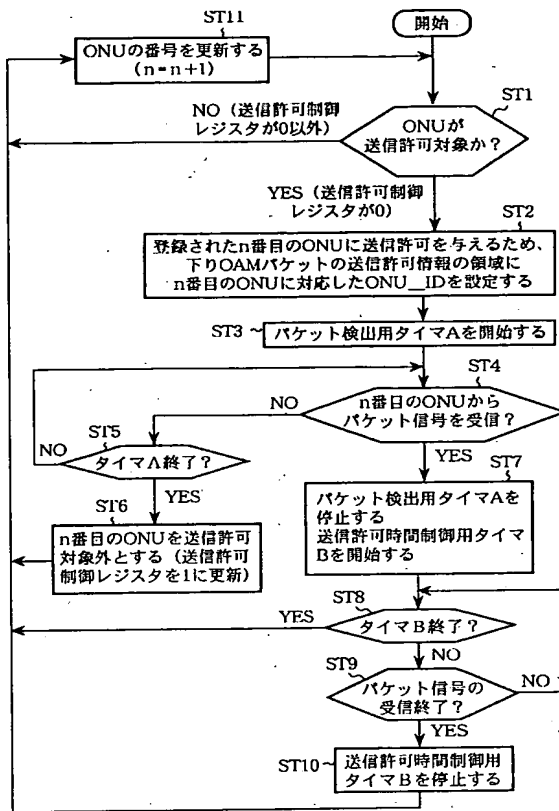 ST11
開始
ONUの番号を更新する
(n=n+1)
ST1
NO(送信許可制御
レジスタが0以外)
ONUが
送信許可対象か?
YES(送信許可制御
レジスタが0)
ST2
登録されたn番目のONUに送信許可を与えるため、
下りOAMパケットの送信許可情報の領域に
n番目のONUに対応したONU_IDを設定する
ST3
パケット検出用タイマAを開始する
ST4
n番目のONUから
パケット信号を受信?
NO
YES
ST5
タイマA終了?
NO
YES
ST6
n番目のONUを送信許可
対象外とする(送信許可
制御レジスタを1に更新)
ST7
パケット検出用タイマAを
停止する
送信許可時間制御用タイマ
Bを開始する
ST8
タイマB終了?
YES
NO
ST9
パケット信号の
受信終了?
NO
YES
ST10
送信許可時間制御用
タイマBを停止する